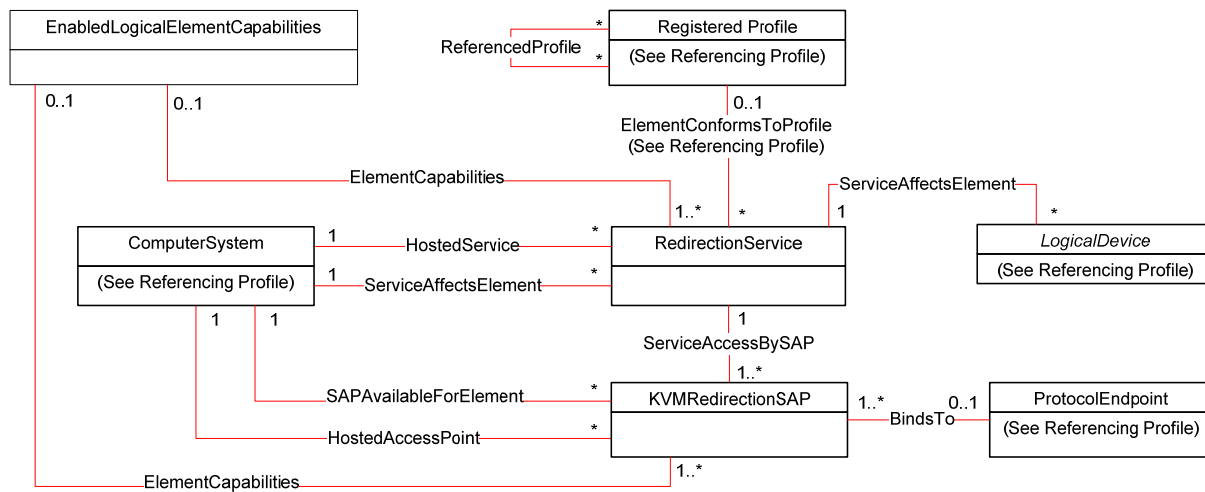 EnabledLogicalElementCapabilities
Registered Profile
(See Referencing Profile)
*
ReferencedProfile
*
0..1
0..1
0..1
ElementConformsToProfile
(See Referencing Profile)
ElementCapabilities
ServiceAffectsElement
1..*
*
1
*
ComputerSystem
(See Referencing Profile)
1
HostedService
*
RedirectionService
LogicalDevice
(See Referencing Profile)
1
ServiceAffectsElement
*
1
1
1
ServiceAccessBySAP
1..*
SAPAvailableForElement
*
KVMRedirectionSAP
1..*
BindsTo
0..1
ProtocolEndpoint
(See Referencing Profile)
HostedAccessPoint
*
1..*
ElementCapabilities